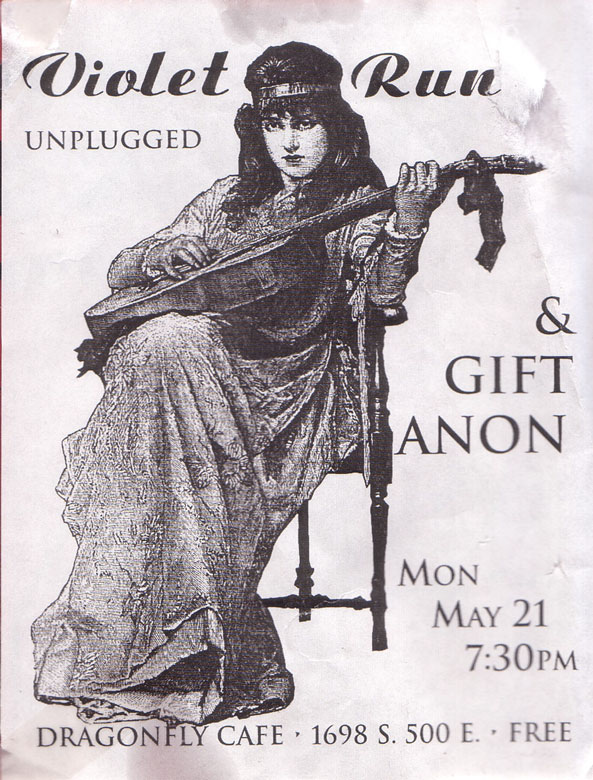 Violet Run
UNPLUGGED
&
GIFT
ANON
MON
MAY 21
7:30PM
DRAGONFLY CAFE · 1698 S. 500 E. · FREE